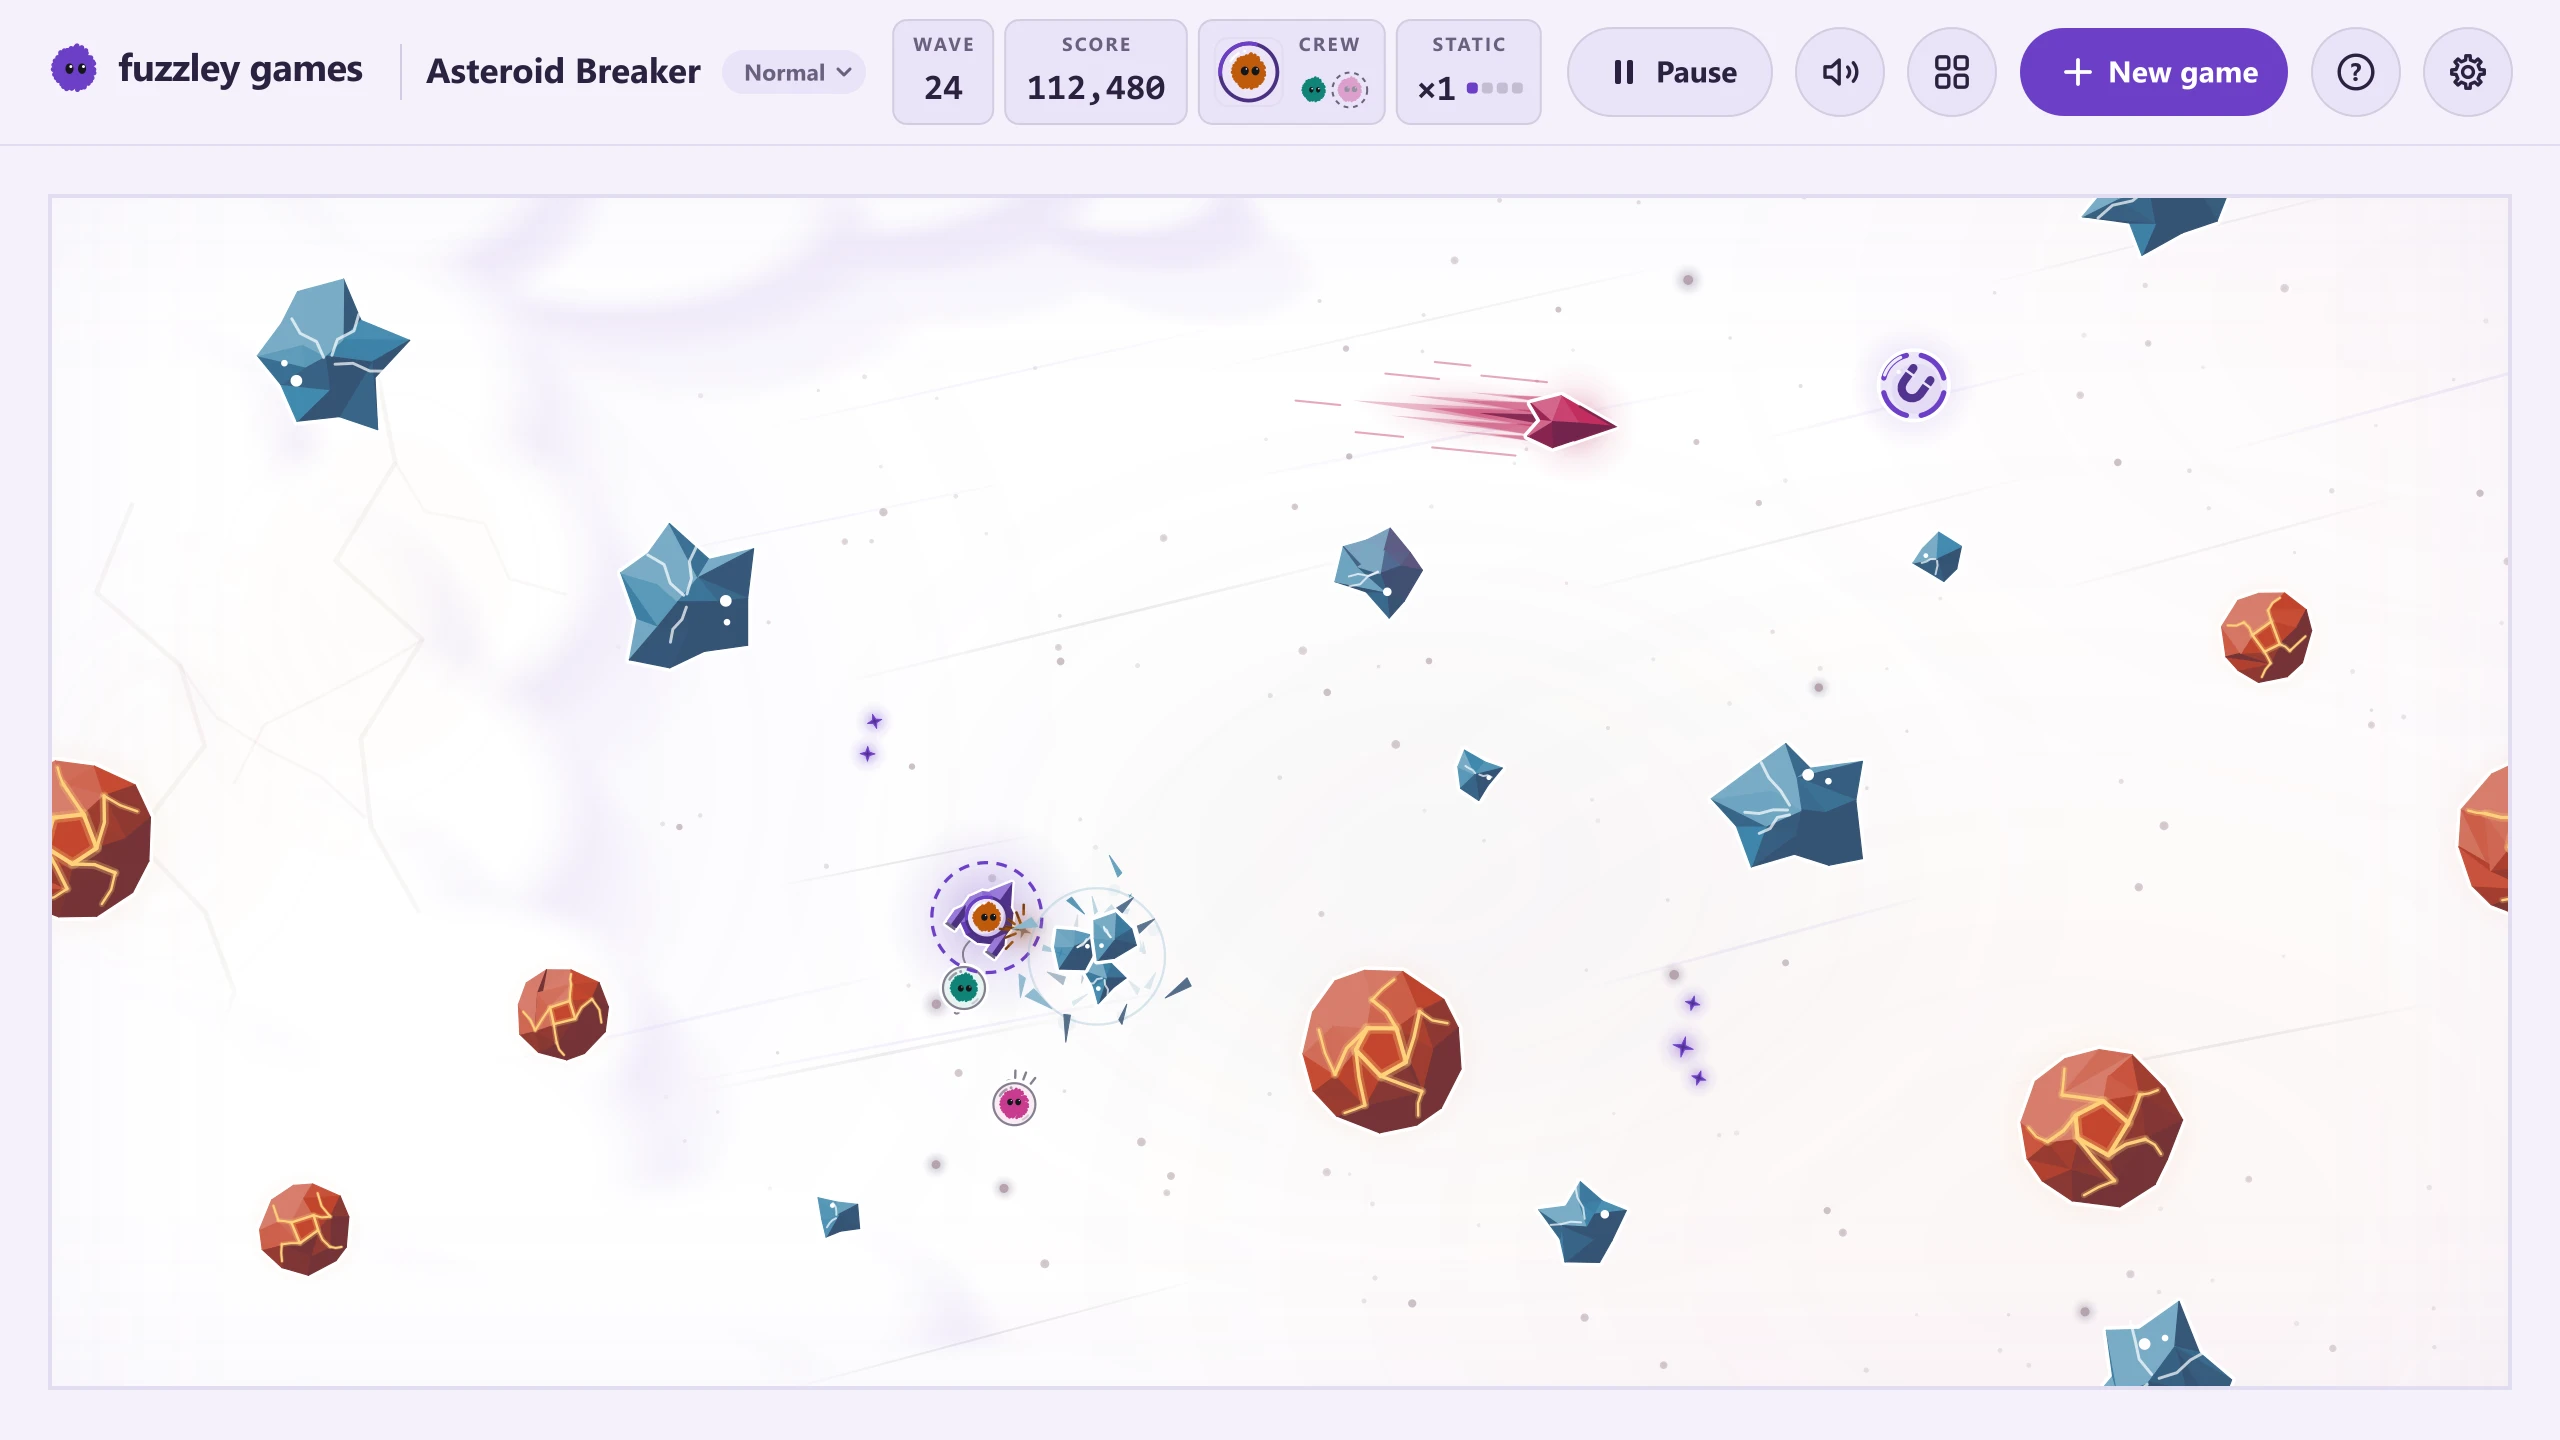 fuzzley games
Asteroid Breaker
Normal
WAVE
24
SCORE
112,480
CREW
STATIC
×1
Pause
New game
?